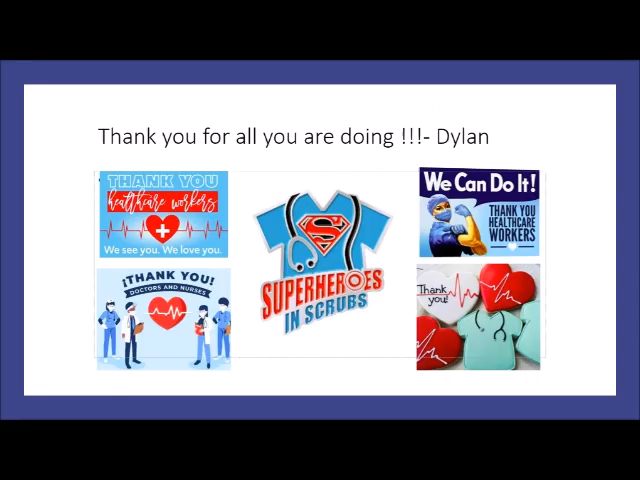 Thank you for all you are doing !!!- Dylan
THANK YOU
healthcare workers
We see you. We love you.
¡THANK YOU!
DOCTORS AND NURSES
S
SUPERHEROES
IN SCRUBS
We Can Do It!
THANK YOU
HEALTHCARE
WORKERS
Thank
you!